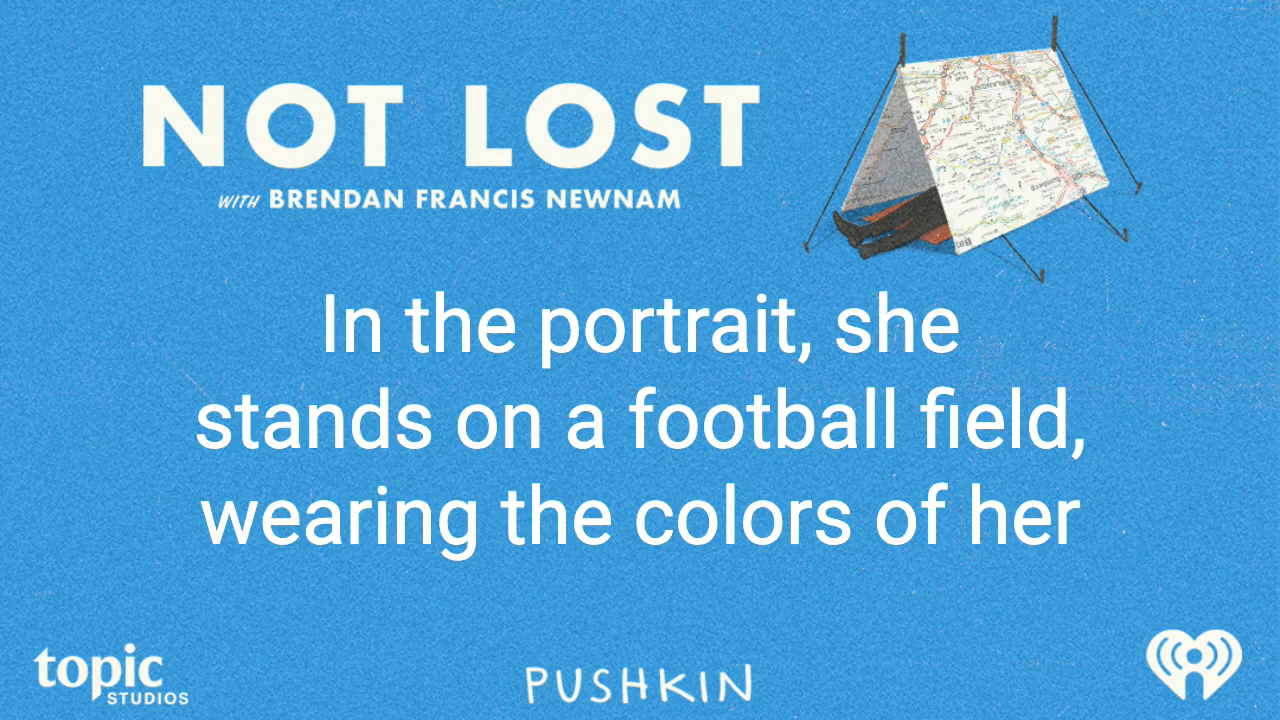 NOT LOST
WITH BRENDAN FRANCIS NEWNAM
In the portrait, she
stands on a football field,
wearing the colors of her
topic
STUDIOS
PUSHKIN